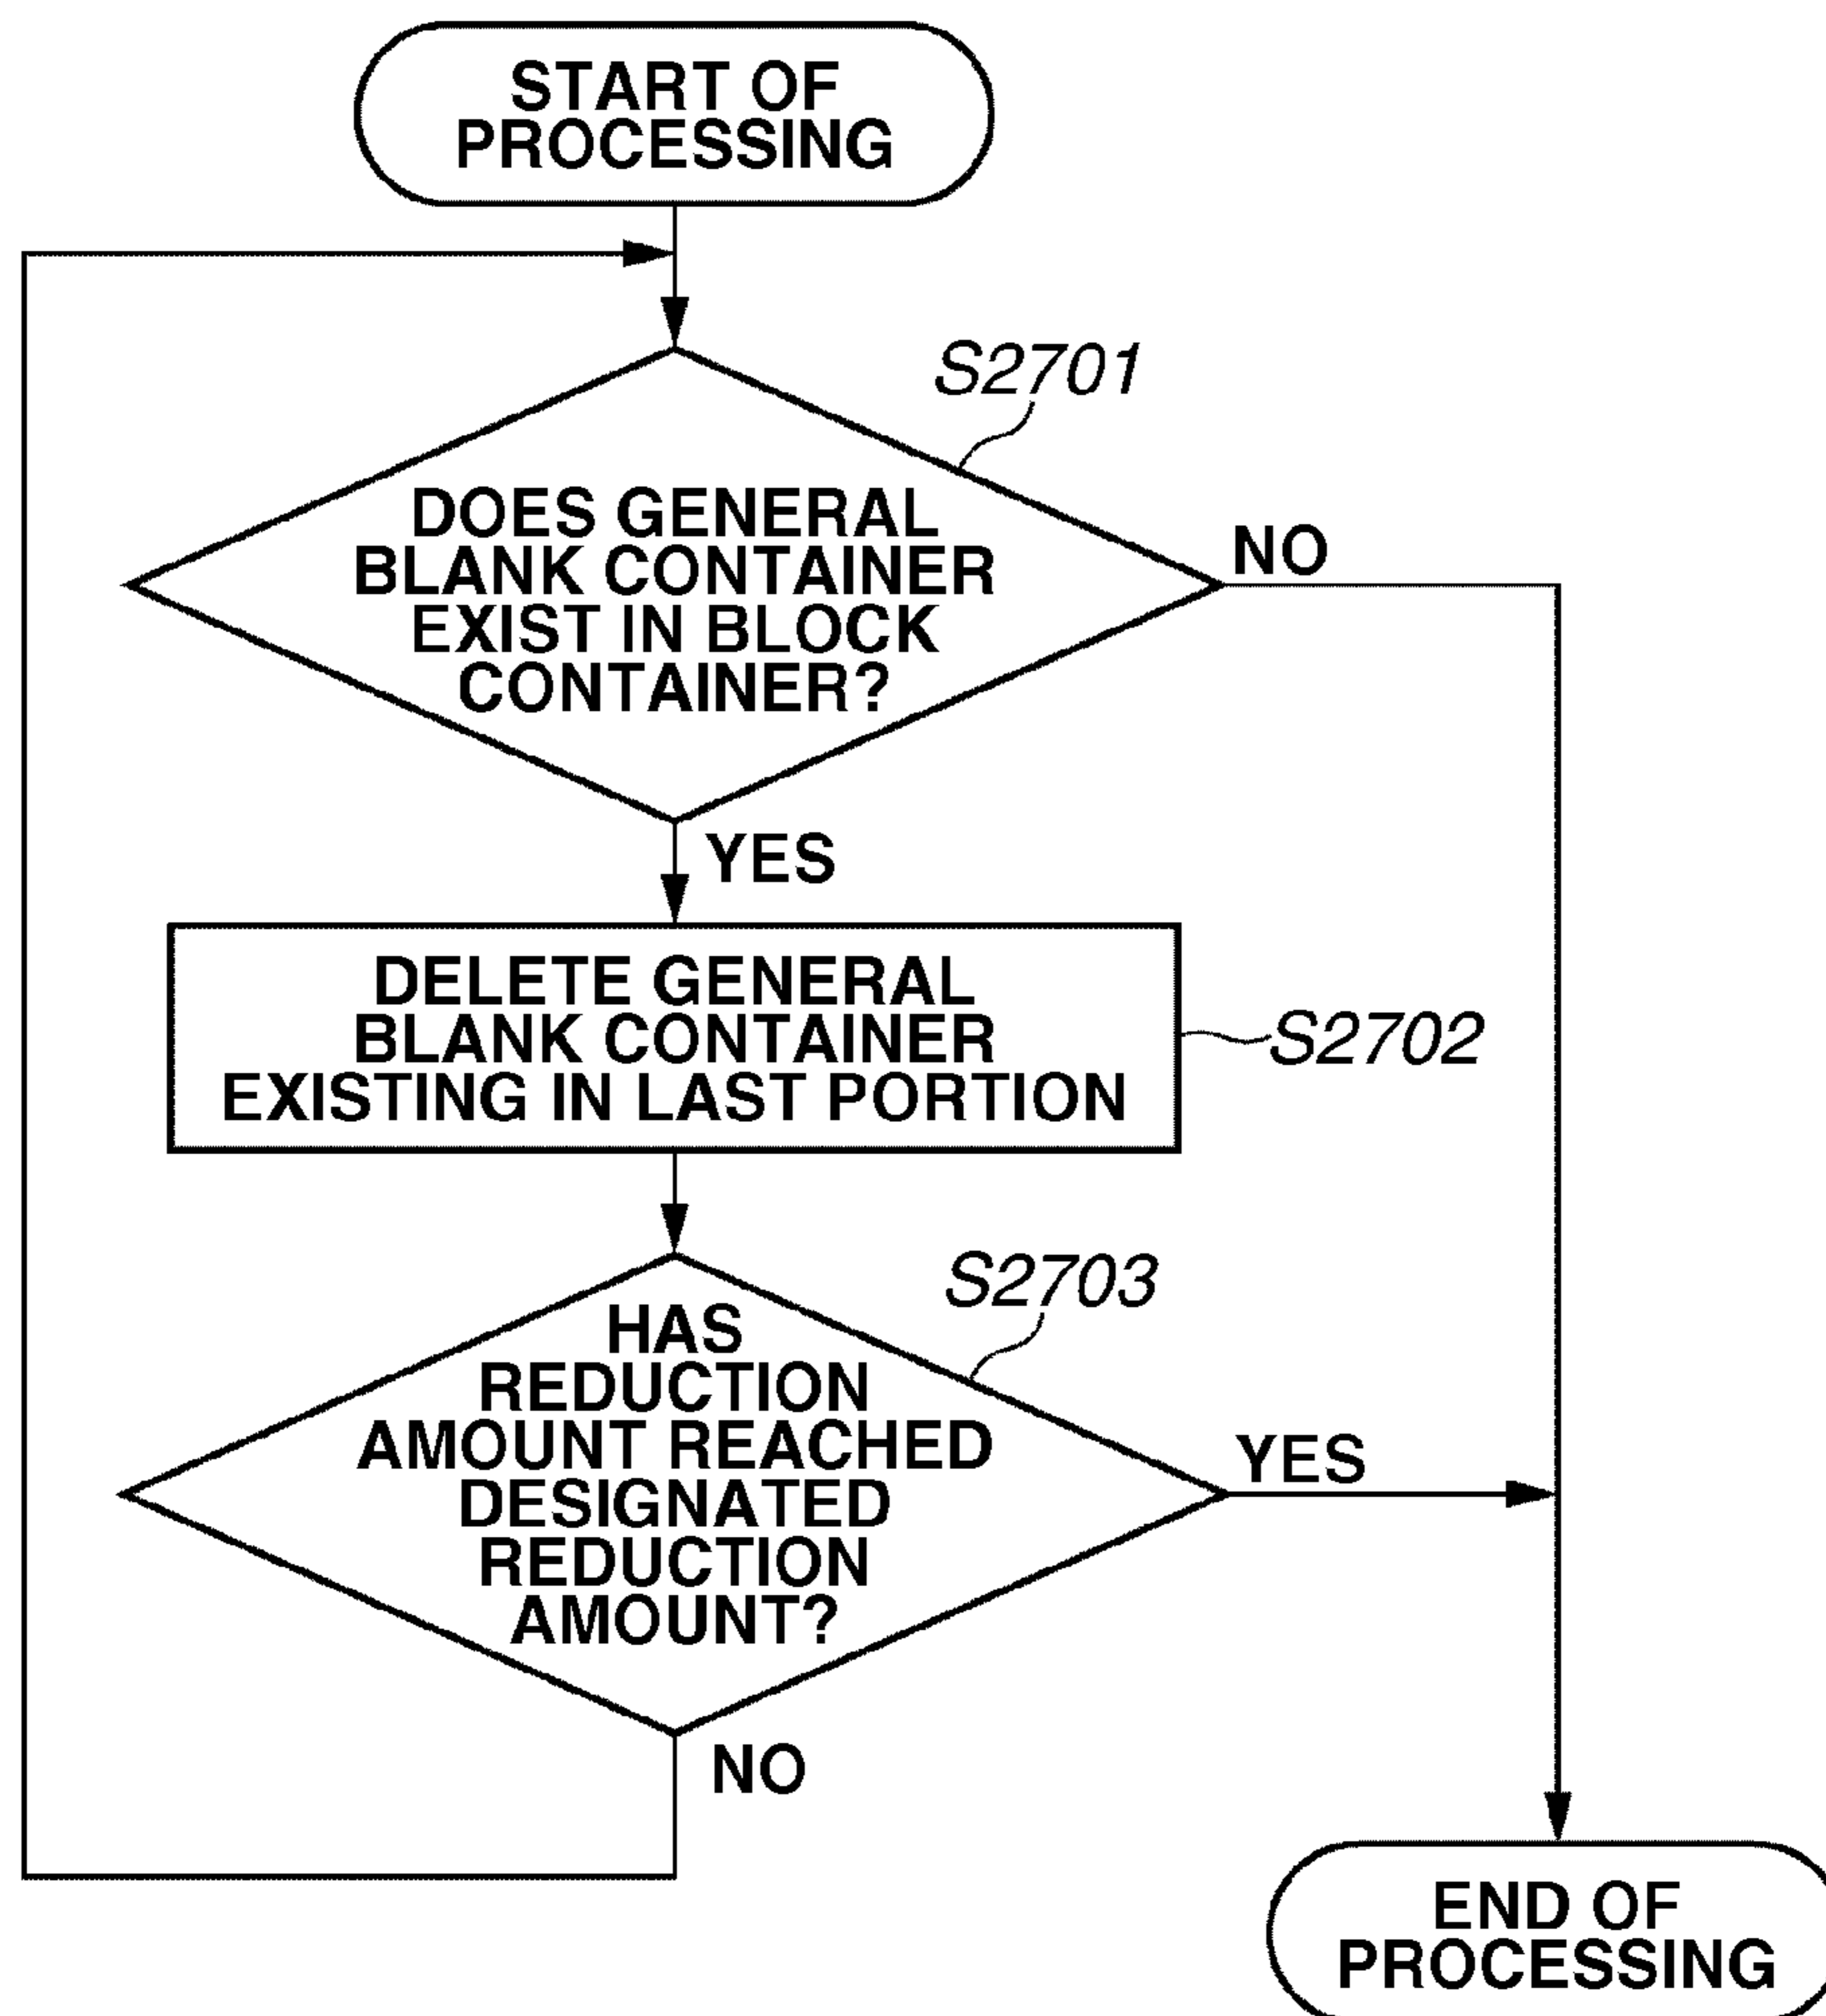 START OF
PROCESSING
S2701
DOES GENERAL
BLANK CONTAINER
EXIST IN BLOCK
CONTAINER?
NO
YES
DELETE GENERAL
BLANK CONTAINER
EXISTING IN LAST PORTION
S2702
S2703
HAS
REDUCTION
AMOUNT REACHED
DESIGNATED
REDUCTION
AMOUNT?
YES
NO
END OF
PROCESSING